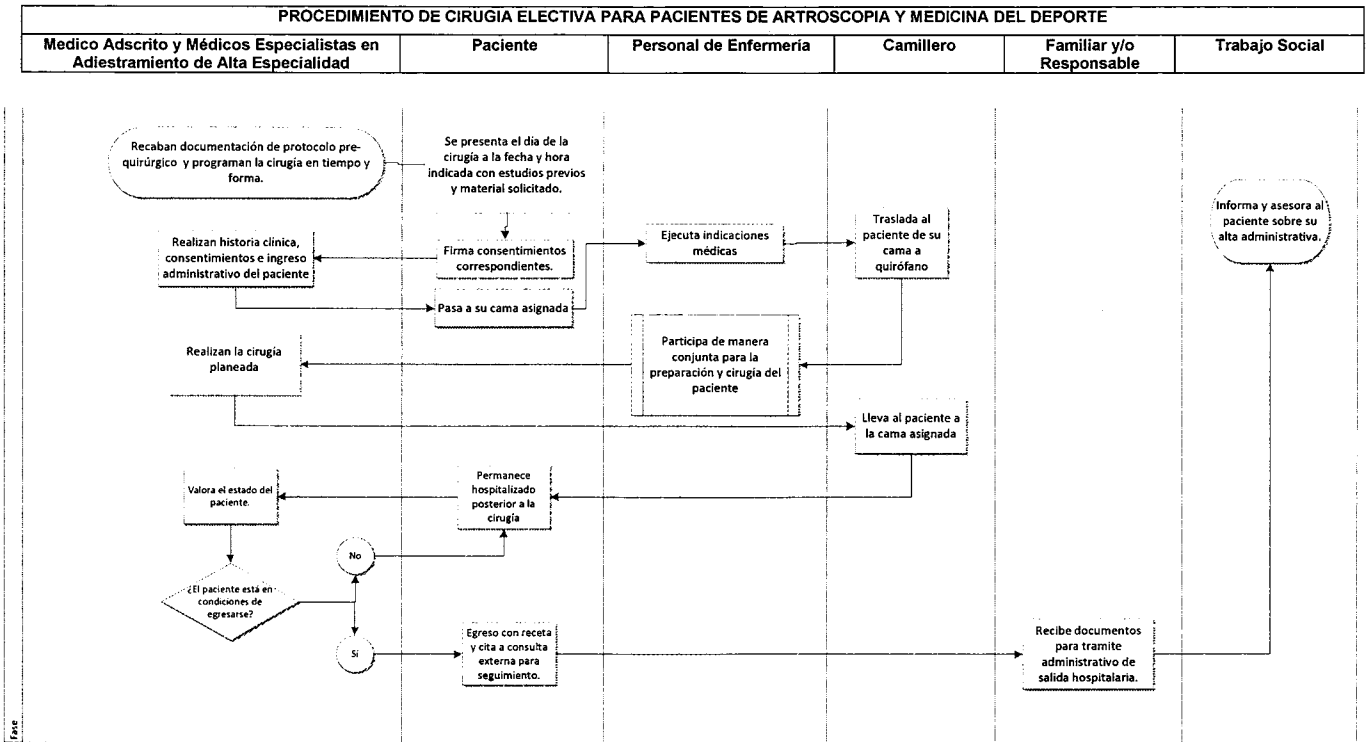 PROCEDIMIENTO DE CIRUGIA ELECTIVA PARA PACIENTES DE ARTROSCOPIA Y MEDICINA DEL DEPORTE
Medico Adscrito y Médicos Especialistas en
Adiestramiento de Alta Especialidad
Paciente
Personal de Enfermería
Camillero
Familiar y/o
Responsable
Trabajo Social
Recaban documentación de protocolo pre-
quirúrgico y programan la cirugía en tiempo y
forma.
Se presenta el día de la
cirugía a la fecha y hora
indicada con estudios previos
y material solicitado.
Informa y asesora al
paciente sobre su
alta administrativa.
Realizan historia clínica,
consentimientos e ingreso
administrativo del paciente
Firma consentimientos
correspondientes.
Ejecuta indicaciones
médicas
Traslada al
paciente de su
cama a
quirófano
Pasa a su cama asignada
Realizan la cirugía
planeada
Participa de manera
conjunta para la
preparación y cirugía del
paciente
Lleva al paciente a
la cama asignada
Valora el estado del
paciente.
Permanece
hospitalizado
posterior a la
cirugía
No
¿El paciente está en
condiciones de
egresarse?
Sí
Egreso con receta
y cita a consulta
externa para
seguimiento.
Recibe documentos
para tramite
administrativo de
salida hospitalaria.
Fase